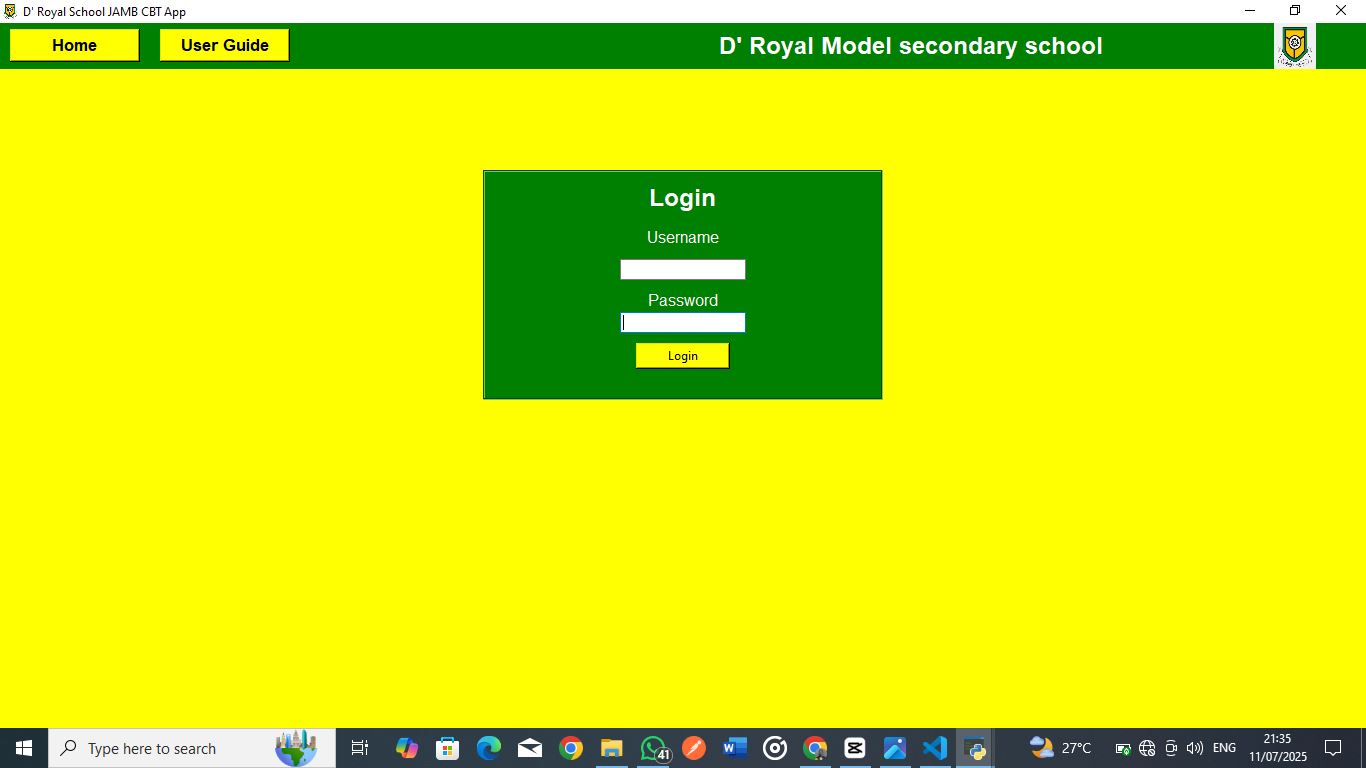 D' Royal School JAMB CBT App
Home
User Guide
D' Royal Model secondary school
Login
Username
Password
Login
Type here to search
41
27°C
ENG
21:35
11/07/2025